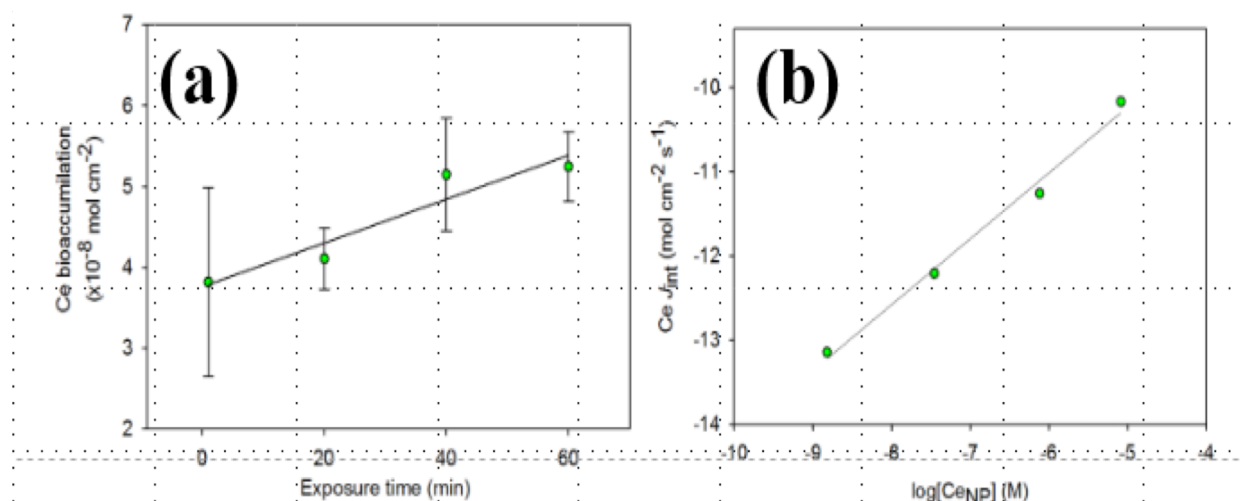 (a)
7
6
5
4
3
2
Ce bioaccumilation
(x10-8 mol cm-2)
0 20 40 60
Exposure time (min)
(b)
-10
-11
-12
-13
-14
Ce Jint (mol cm-2 s-1)
-10 -9 -8 -7 -6 -5 -4
log[CeNP] (M)